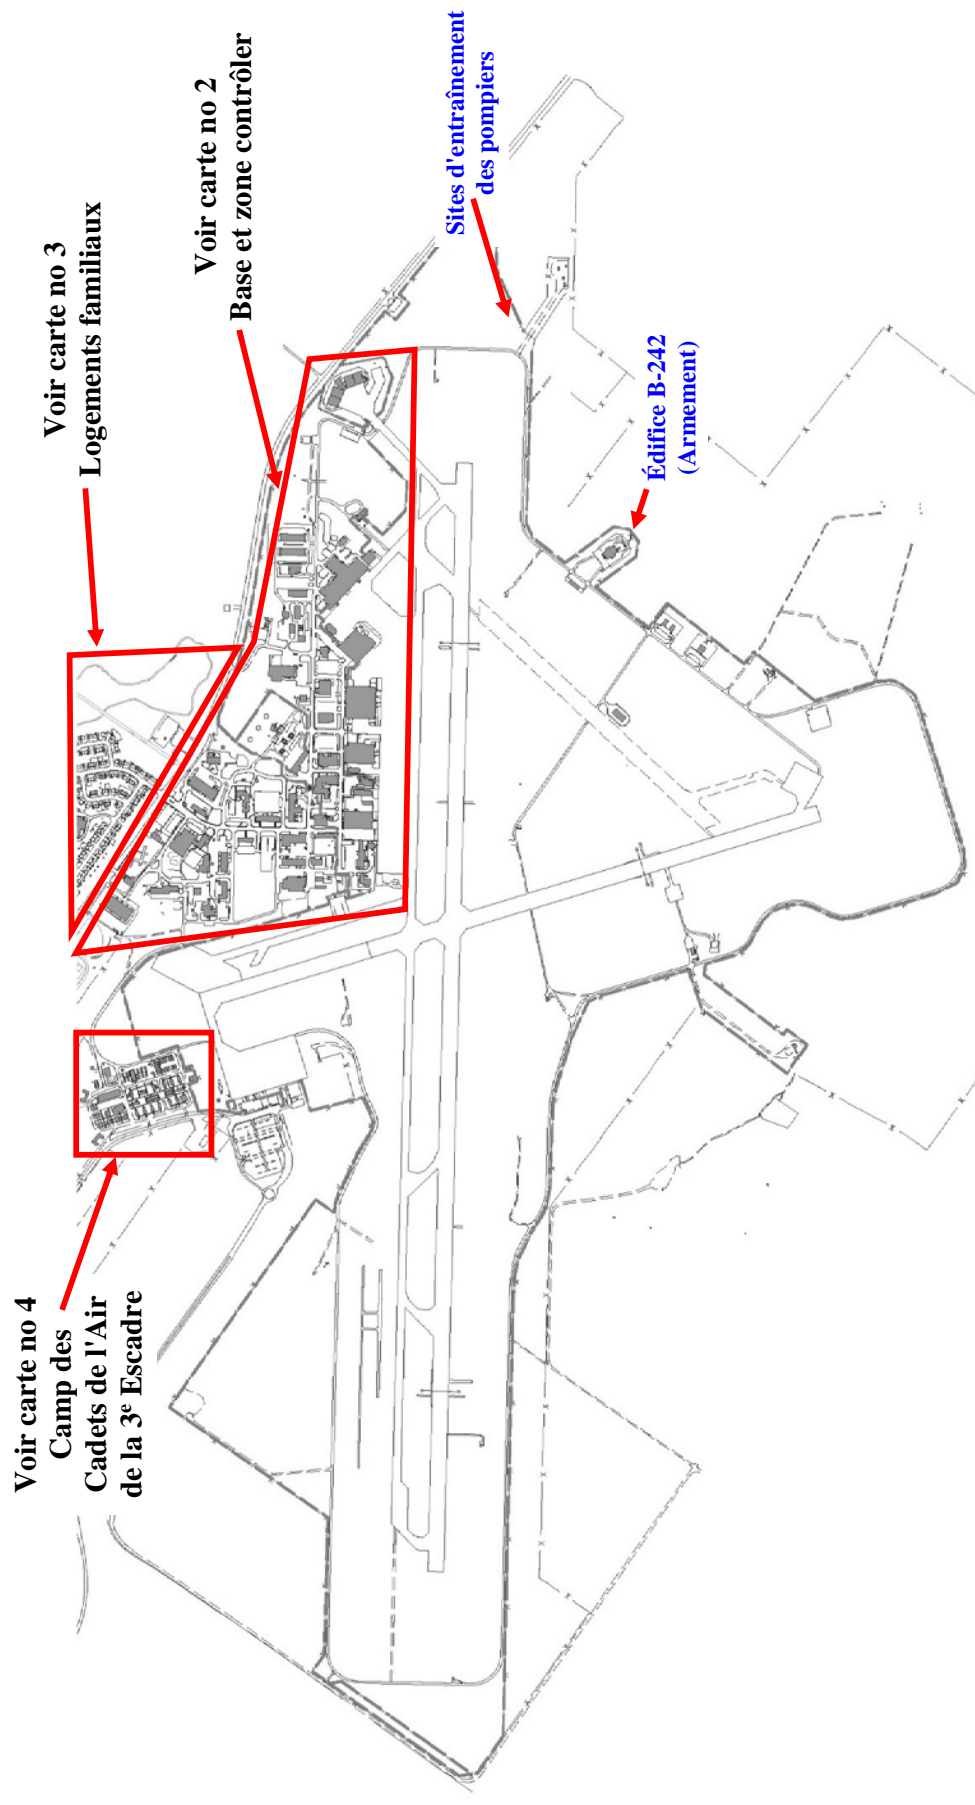 Voir carte no 4
Camp des
Cadets de l'Air
de la 3e Escadre
Voir carte no 3
Logements familiaux
Voir carte no 2
Base et zone contrôler
Sites d'entraînement
des pompiers
Édifice B-242
(Armement)